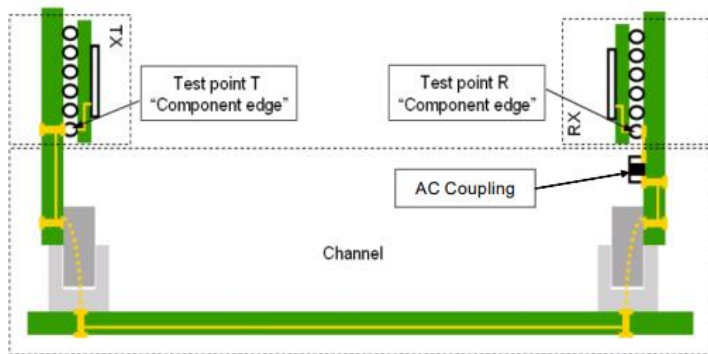 TX
Test point T
“Component edge”
Test point R
“Component edge”
RX
AC Coupling
Channel